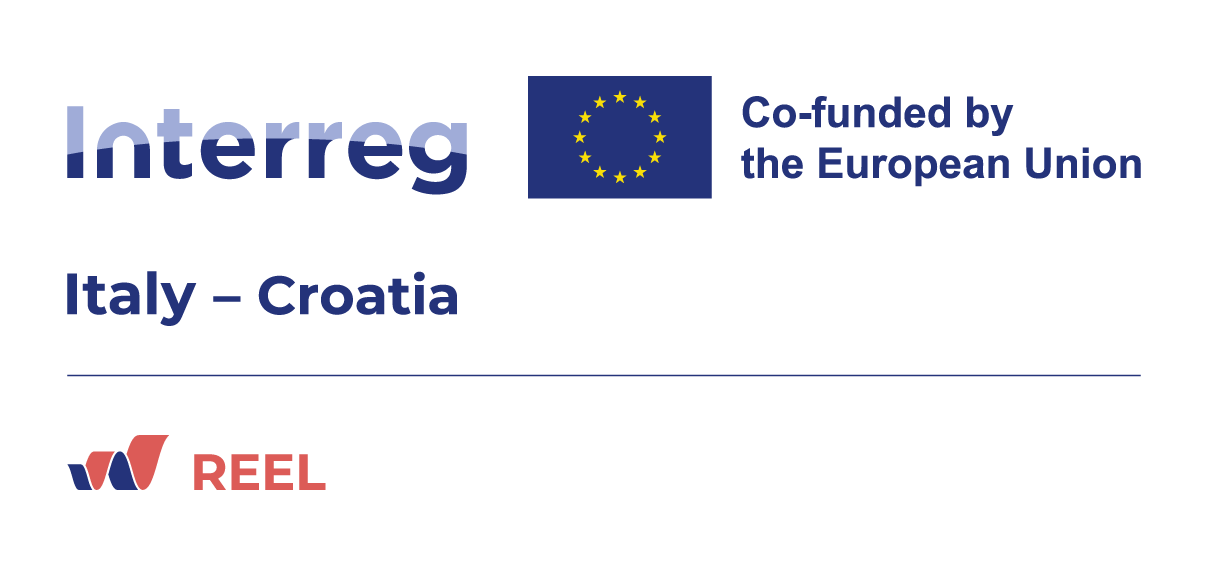 Interreg
Co-funded by
the European Union
Italy – Croatia
REEL